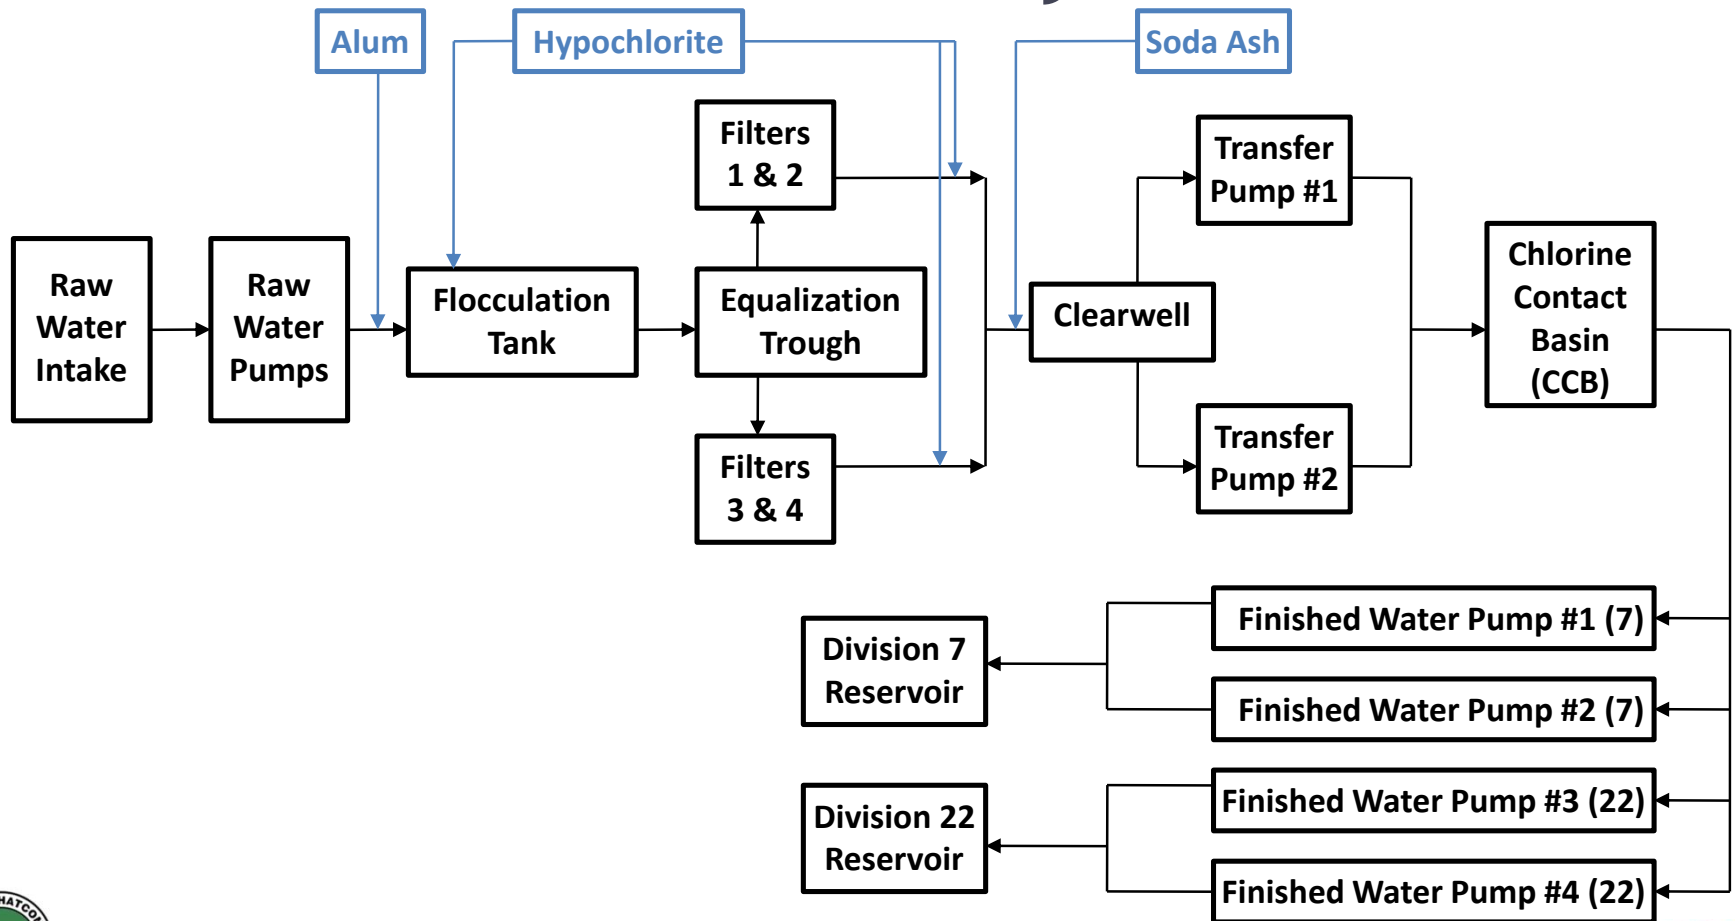 Alum
Hypochlorite
Soda Ash
Filters
1 & 2
Transfer
Pump #1
Raw
Water
Intake
Raw
Water
Pumps
Flocculation
Tank
Equalization
Trough
Clearwell
Chlorine
Contact
Basin
(CCB)
Filters
3 & 4
Transfer
Pump #2
Division 7
Reservoir
Finished Water Pump #1 (7)
Finished Water Pump #2 (7)
Division 22
Reservoir
Finished Water Pump #3 (22)
Finished Water Pump #4 (22)